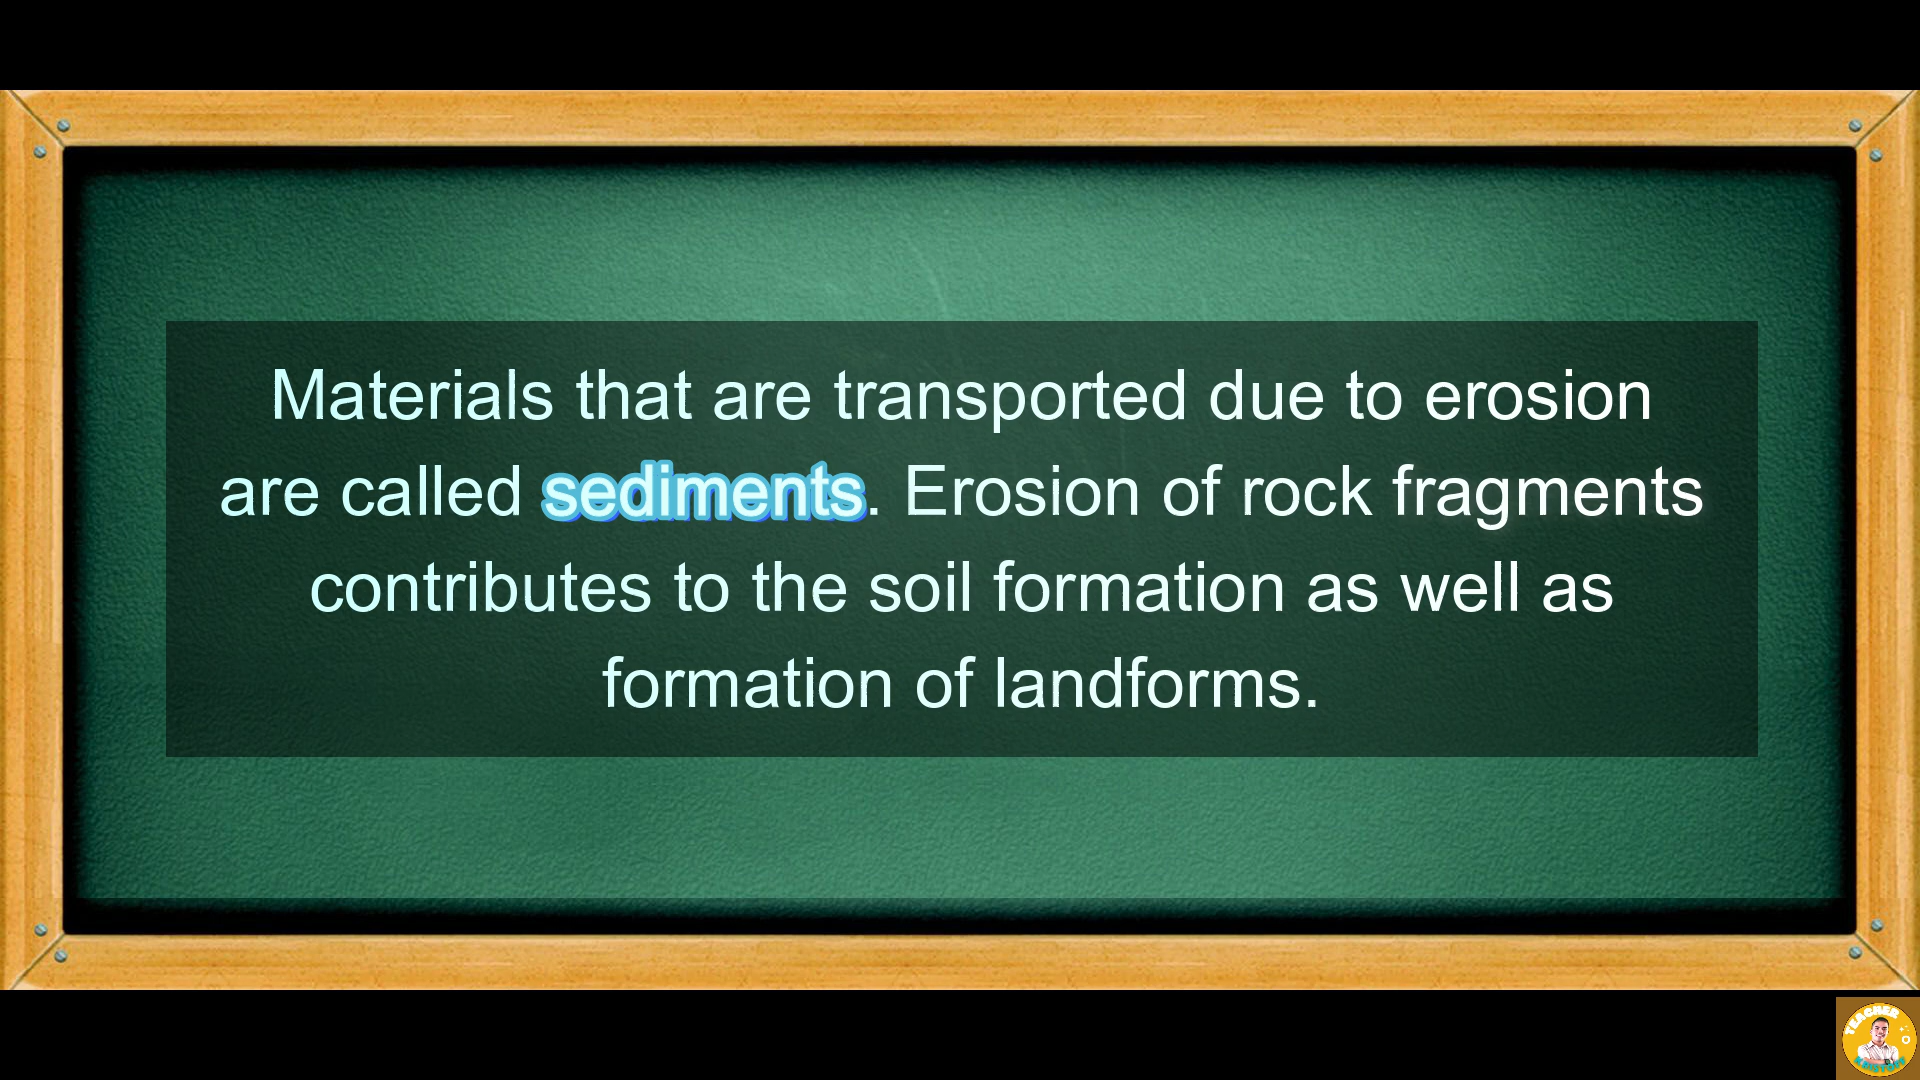 Materials that are transported due to erosion
are called sediments. Erosion of rock fragments
contributes to the soil formation as well as
formation of landforms.
TEACHER